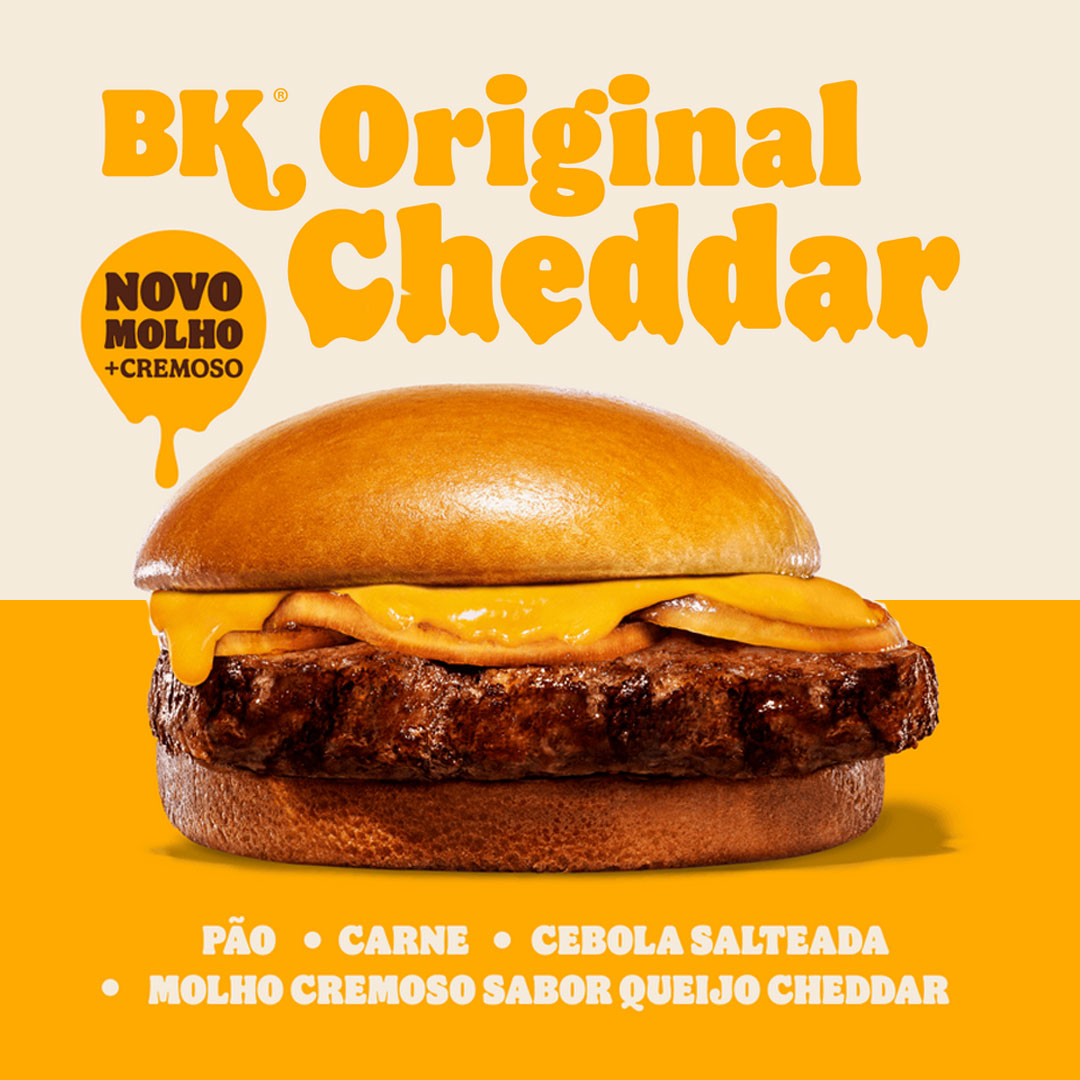 BK® Original
Cheddar
NOVO
MOLHO
+CREMOSO
PÃO • CARNE • CEBOLA SALTEADA
• MOLHO CREMOSO SABOR QUEIJO CHEDDAR